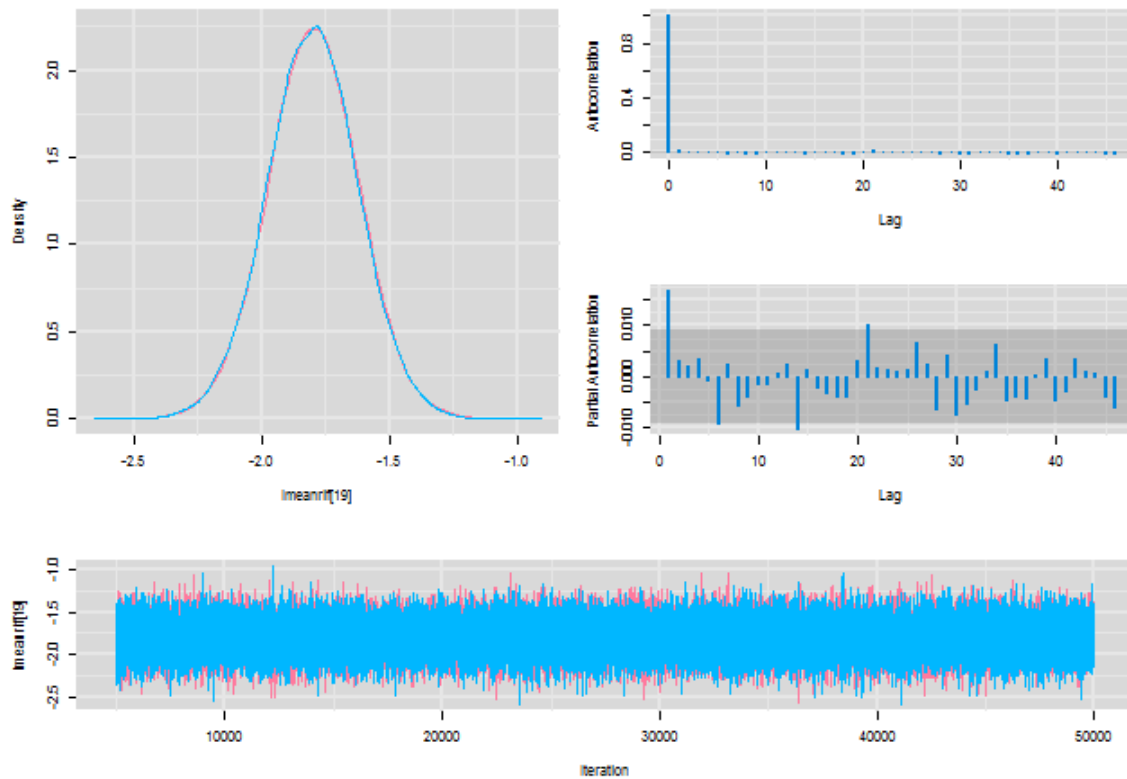 Density
0.0 0.5 1.0 1.5 2.0
-2.5 -2.0 -1.5 -1.0
lmeanrif[19]
Autocorrelation
0.0 0.4 0.8
0 10 20 30 40
Lag
Partial Autocorrelation
-0.010 0.000 0.010
0 10 20 30 40
Lag
lmeanrif[19]
-2.5 -2.0 -1.5 -1.0
10000 20000 30000 40000 50000
Iteration